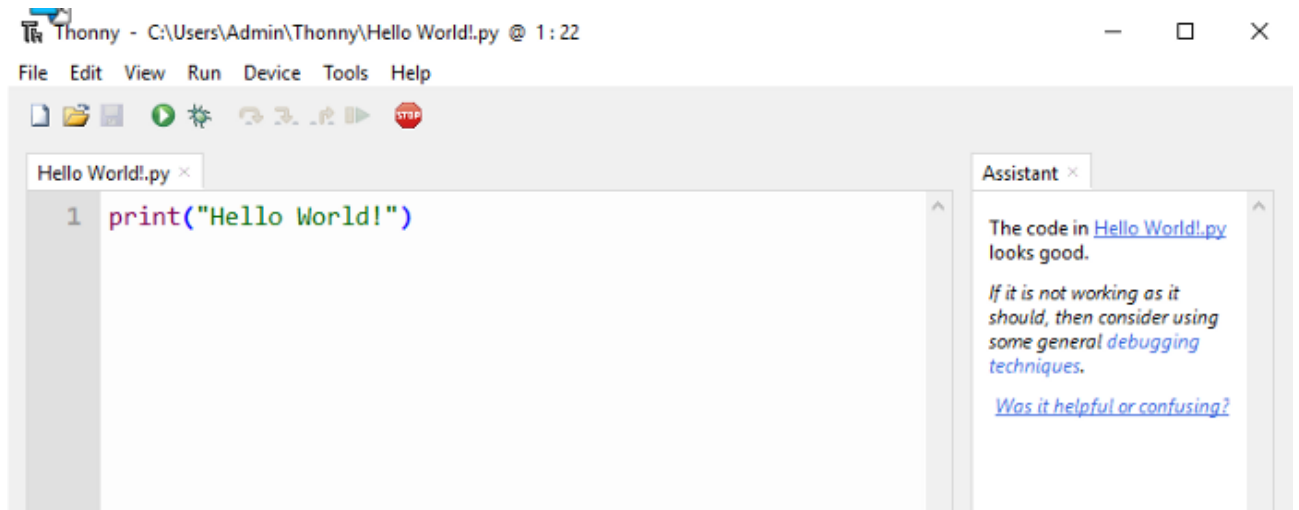 Thonny - C:\Users\Admin\Thonny\Hello World!.py @ 1:22
File Edit View Run Device Tools Help
STOP
Hello World!.py ×
Assistant ×
1 print("Hello World!")
The code in Hello World!.py
looks good.
If it is not working as it
should, then consider using
some general debugging
techniques.
Was it helpful or confusing?